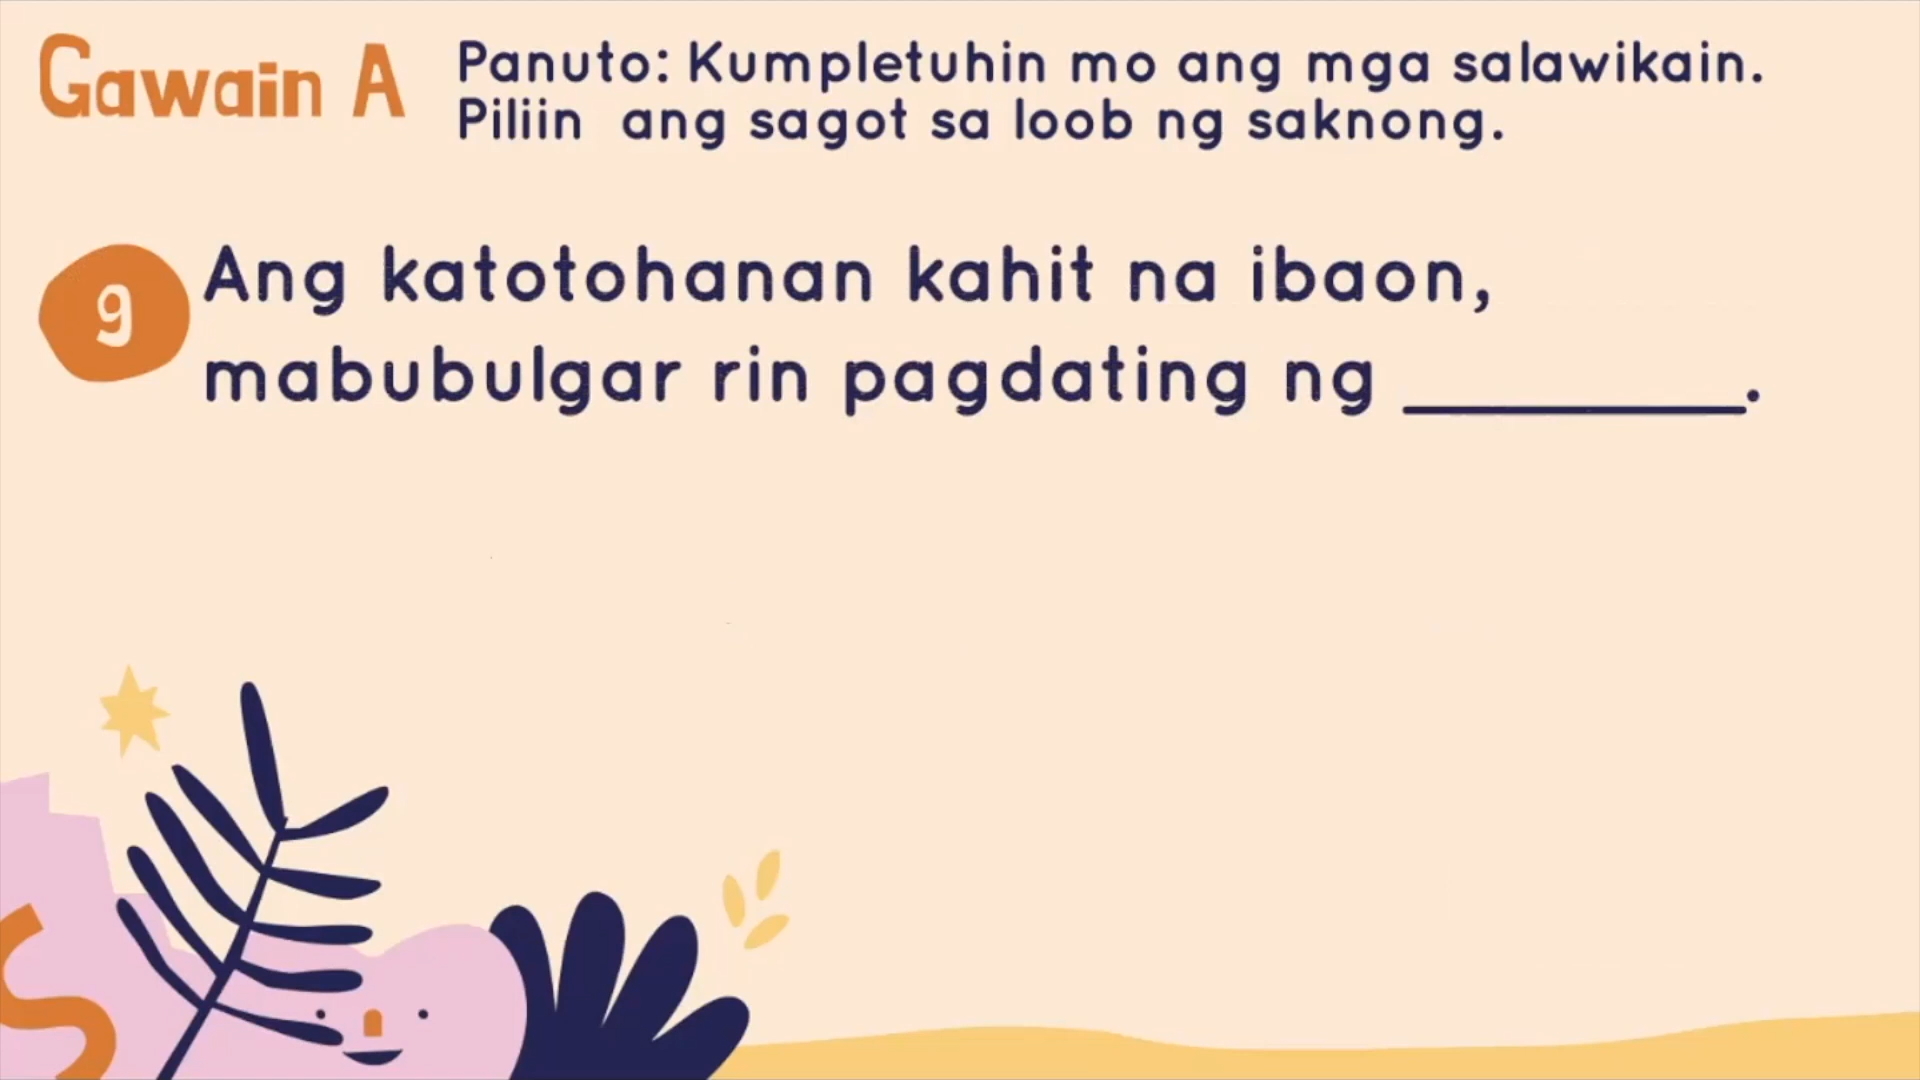 Gawain A
Panuto: Kumpletuhin mo ang mga salawikain.
Piliin ang sagot sa loob ng saknong.
9
Ang katotohanan kahit na ibaon,
mabubulgar rin pagdating ng ________.
S